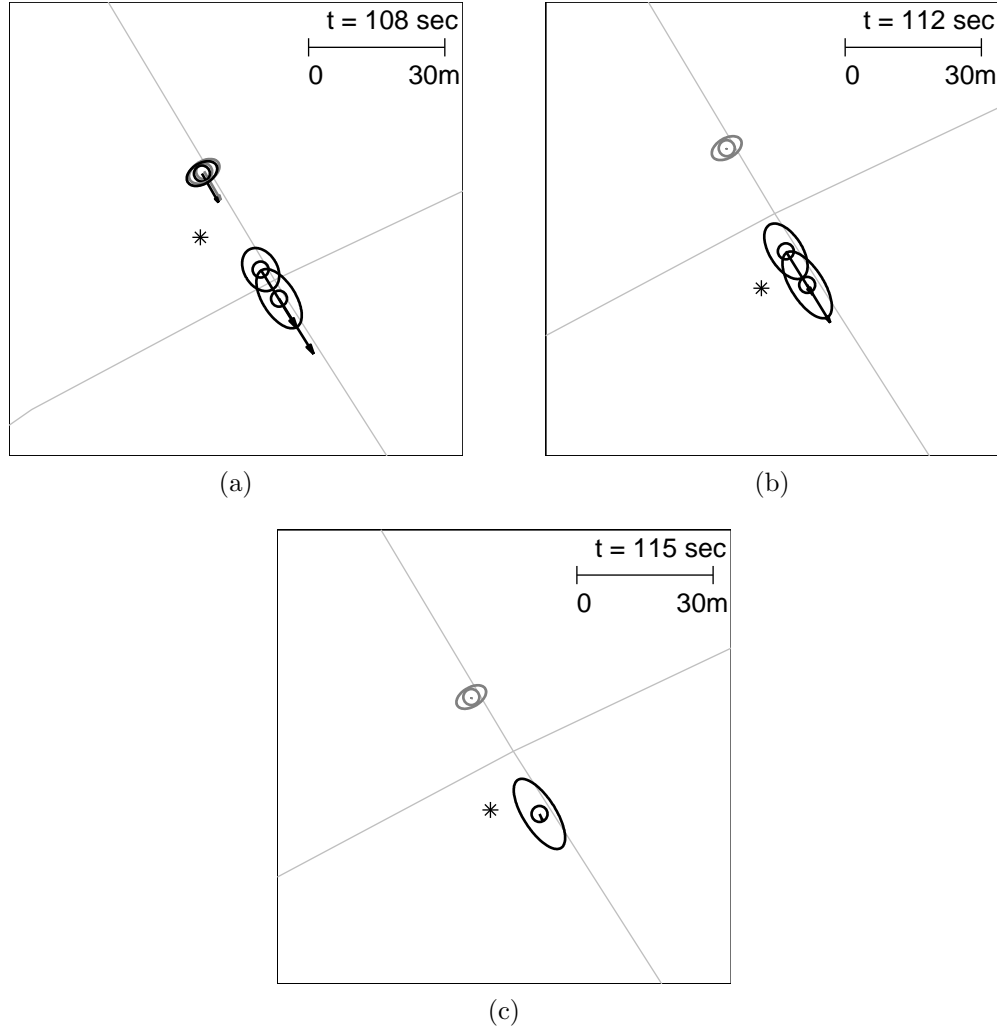 t = 108 sec
0 30m
(a)
t = 112 sec
0 30m
(b)
t = 115 sec
0 30m
(c)